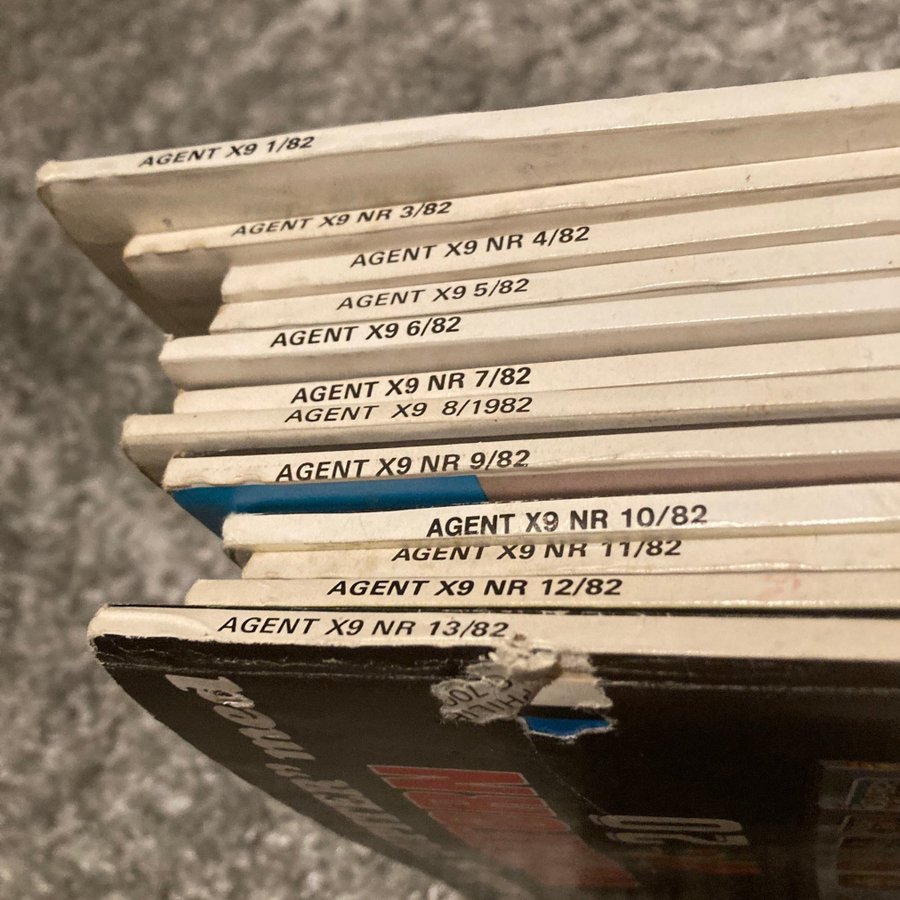 AGENT X9 1/82
AGENT X9 NR 3/82
AGENT X9 NR 4/82
AGENT X9 5/82
AGENT X9 6/82
AGENT X9 NR 7/82
AGENT X9 8/1982
AGENT X9 NR 9/82
AGENT X9 NR 10/82
AGENT X9 NR 11/82
AGENT X9 NR 12/82
AGENT X9 NR 13/82